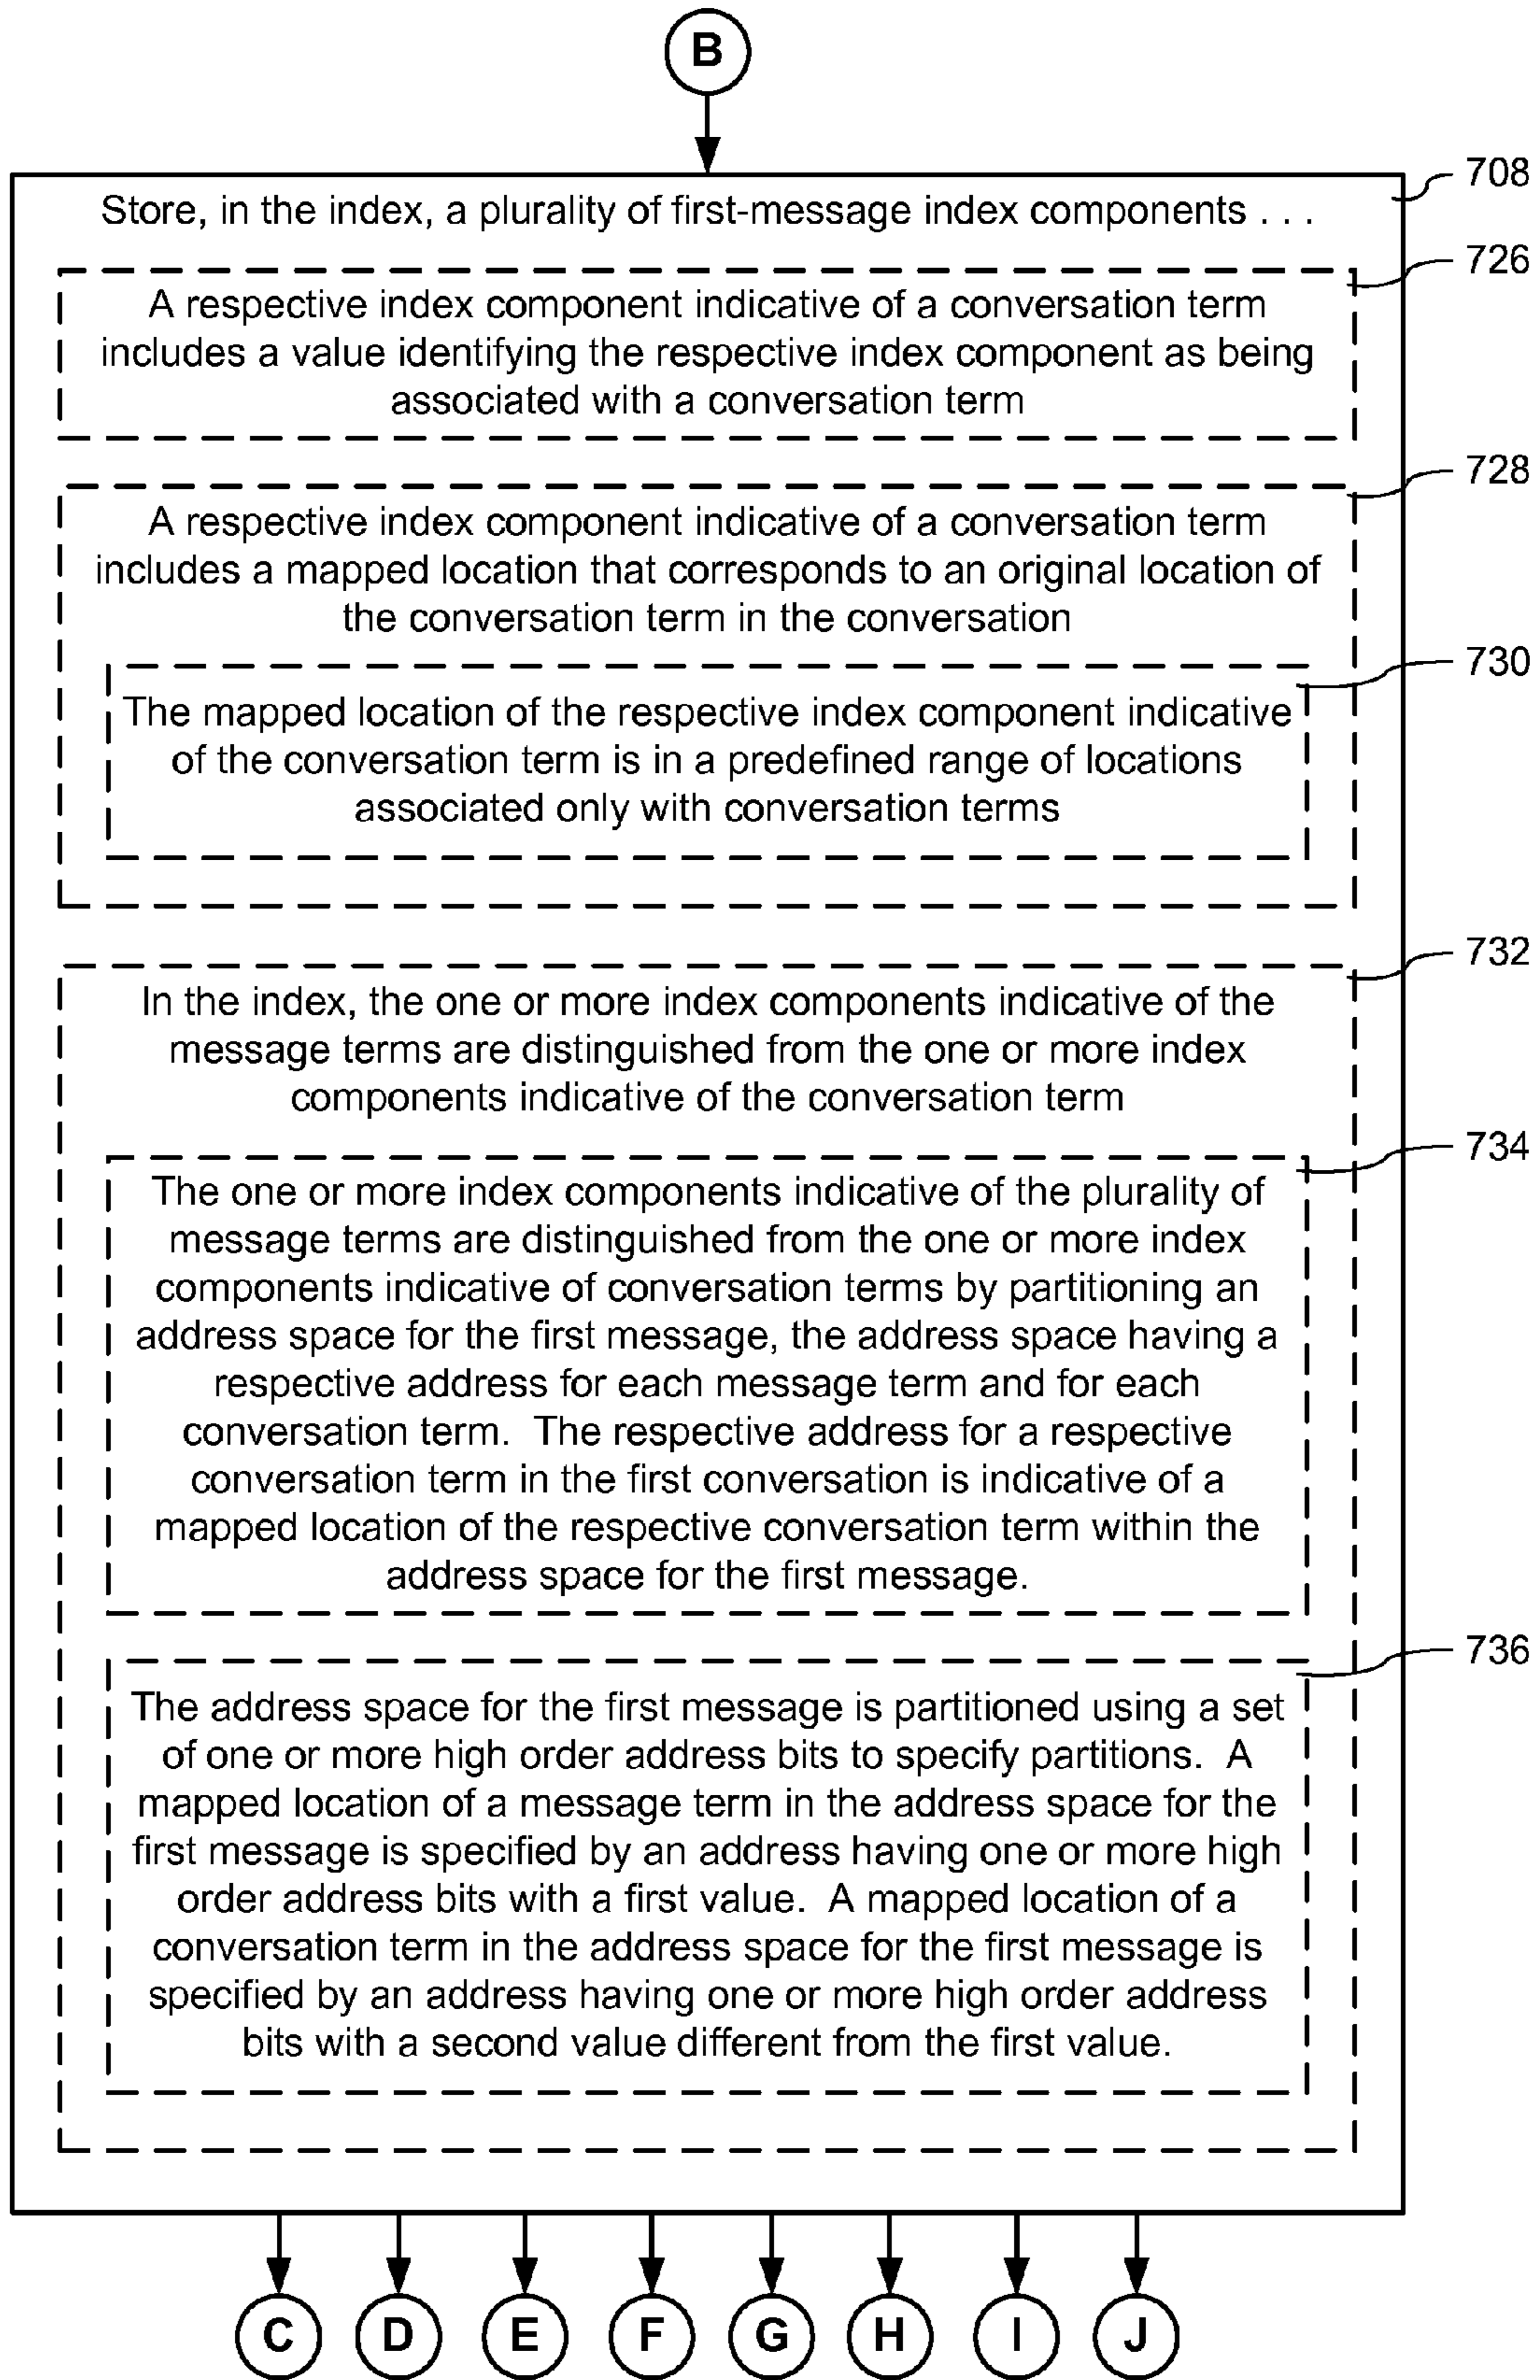 B
708
Store, in the index, a plurality of first-message index components . . .
726
A respective index component indicative of a conversation term
includes a value identifying the respective index component as being
associated with a conversation term
728
A respective index component indicative of a conversation term
includes a mapped location that corresponds to an original location of
the conversation term in the conversation
730
The mapped location of the respective index component indicative
of the conversation term is in a predefined range of locations
associated only with conversation terms
732
In the index, the one or more index components indicative of the
message terms are distinguished from the one or more index
components indicative of the conversation term
734
The one or more index components indicative of the plurality of
message terms are distinguished from the one or more index
components indicative of conversation terms by partitioning an
address space for the first message, the address space having a
respective address for each message term and for each
conversation term.  The respective address for a respective
conversation term in the first conversation is indicative of a
mapped location of the respective conversation term within the
address space for the first message.
736
The address space for the first message is partitioned using a set
of one or more high order address bits to specify partitions.  A
mapped location of a message term in the address space for the
first message is specified by an address having one or more high
order address bits with a first value.  A mapped location of a
conversation term in the address space for the first message is
specified by an address having one or more high order address
bits with a second value different from the first value.
C D E F G H I J